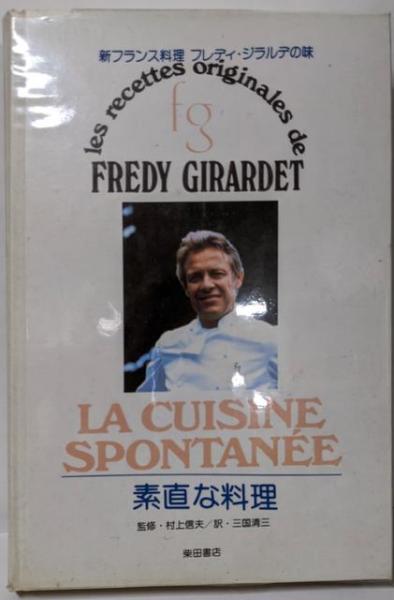 新フランス料理 フレディ・ジラルデの味
les recettes originales de
fg
FREDY GIRARDET
LA CUISINE
SPONTANÉE
素直な料理
監修・村上信夫／訳・三国清三
柴田書店